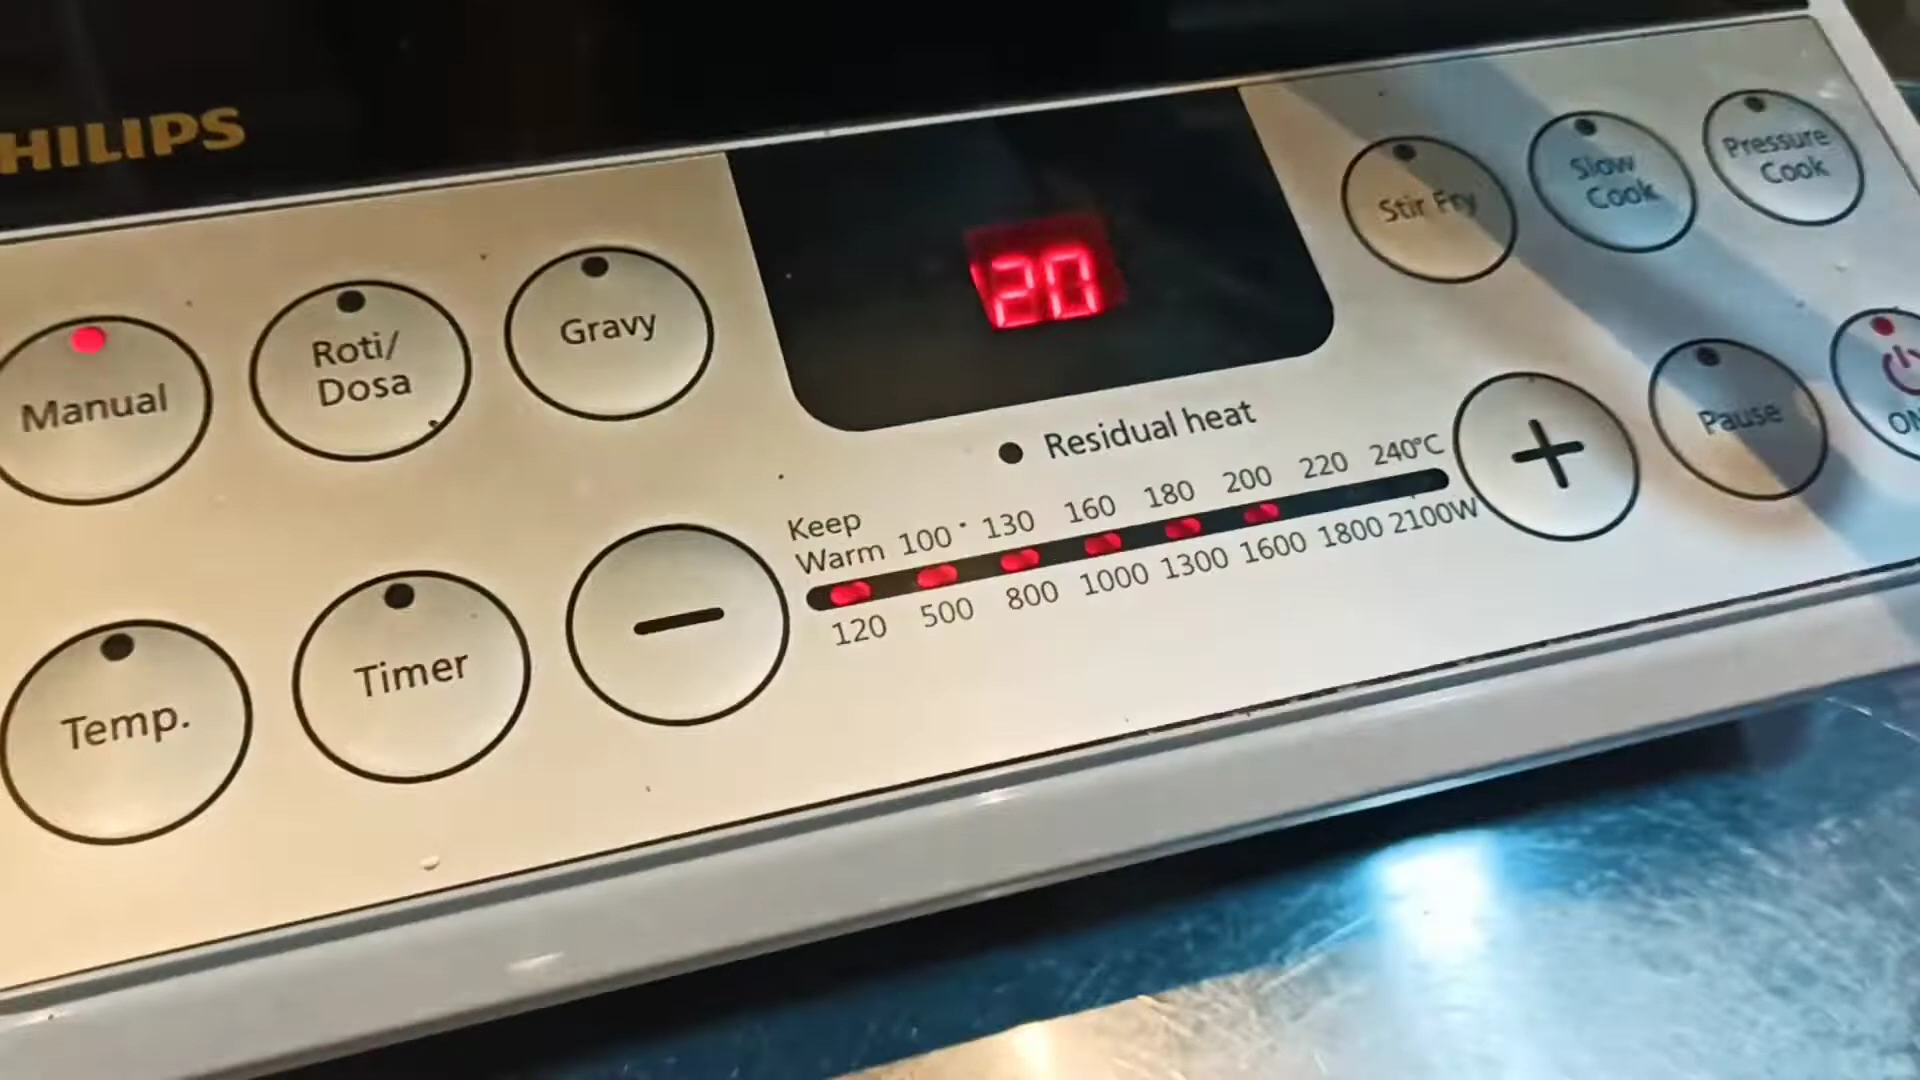 HILIPS
20
Stir Fry
Slow
Cook
Pressure
Cook
Manual
Roti/
Dosa
Gravy
Residual heat
Pause
ON
Keep
Warm 100 130 160 180 200 220 240°C
120 500 800 1000 1300 1600 1800 2100W
Temp.
Timer
− +